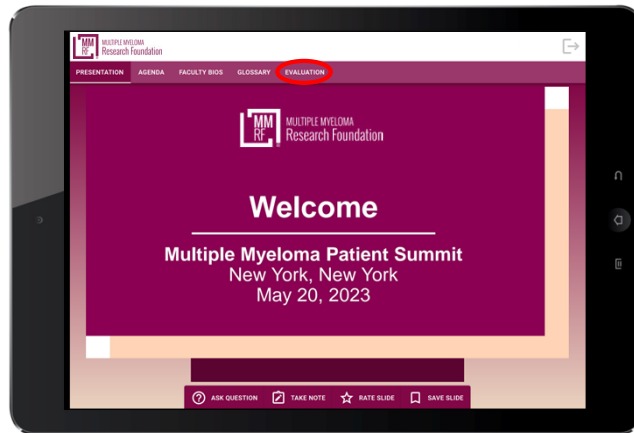 MM
RF
MULTIPLE MYELOMA
Research Foundation
PRESENTATION AGENDA FACULTY BIOS GLOSSARY EVALUATION
MM
RF
MULTIPLE MYELOMA
Research Foundation
Welcome
Multiple Myeloma Patient Summit
New York, New York
May 20, 2023
ASK QUESTION TAKE NOTE RATE SLIDE SAVE SLIDE